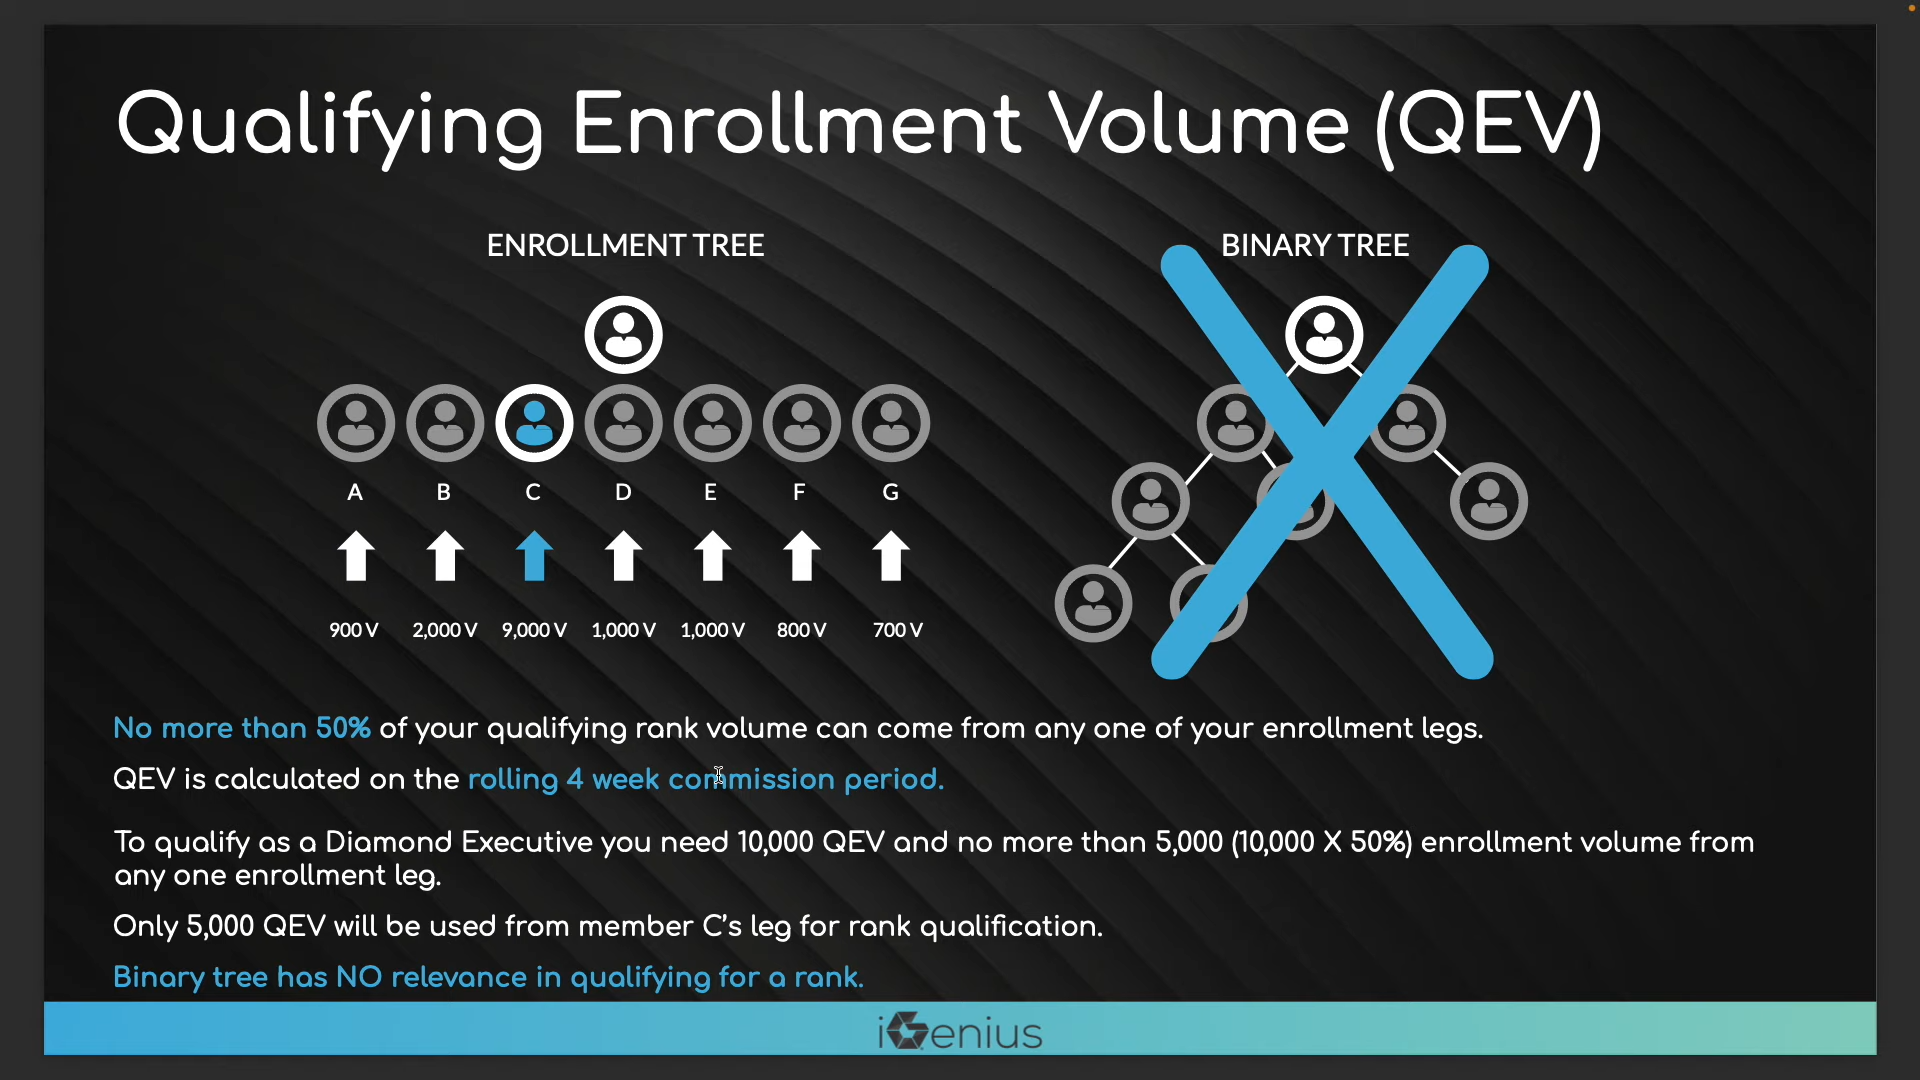 Qualifying Enrollment Volume (QEV)
ENROLLMENT TREE
BINARY TREE
A B C D E F G
900 V 2,000 V 9,000 V 1,000 V 1,000 V 800 V 700 V
No more than 50% of your qualifying rank volume can come from any one of your enrollment legs.
QEV is calculated on the rolling 4 week commission period.
To qualify as a Diamond Executive you need 10,000 QEV and no more than 5,000 (10,000 X 50%) enrollment volume from
any one enrollment leg.
Only 5,000 QEV will be used from member C’s leg for rank qualification.
Binary tree has NO relevance in qualifying for a rank.
iGenius